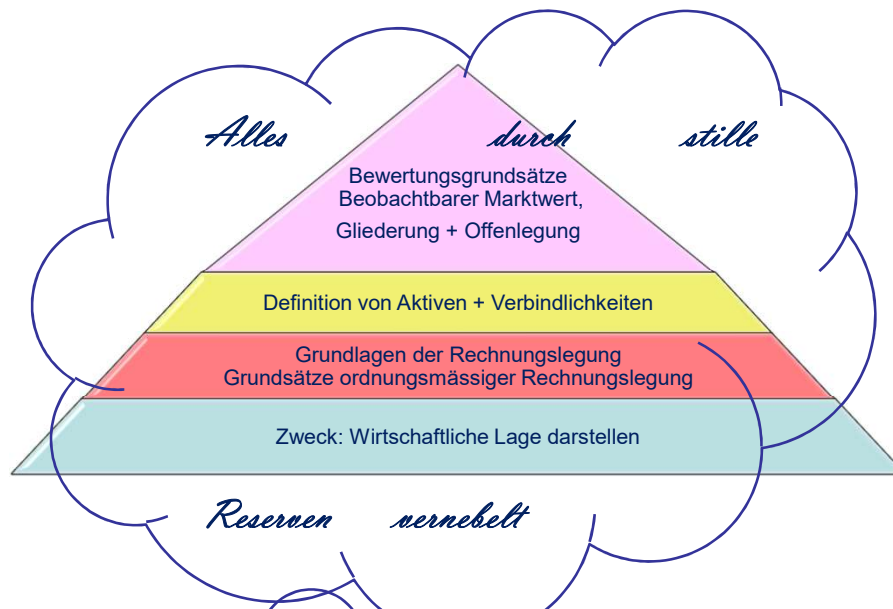 Alles durch stille
Bewertungsgrundsätze
Beobachtbarer Marktwert,
Gliederung + Offenlegung
Definition von Aktiven + Verbindlichkeiten
Grundlagen der Rechnungslegung
Grundsätze ordnungsmässiger Rechnungslegung
Zweck: Wirtschaftliche Lage darstellen
Reserven vernebelt